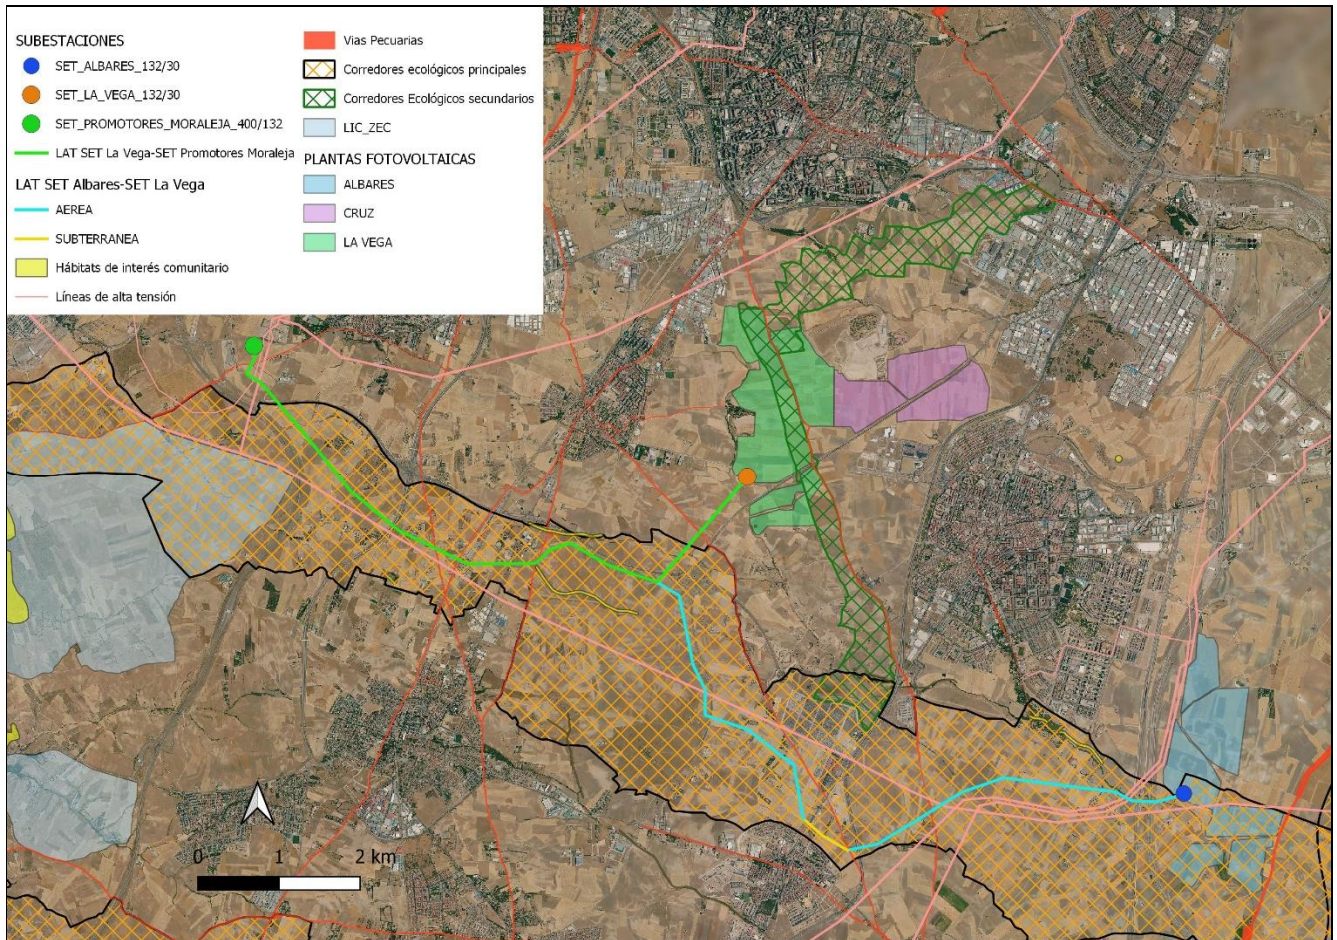 SUBESTACIONES
SET_ALBARES_132/30
SET_LA_VEGA_132/30
SET_PROMOTORES_MORALEJA_400/132
LAT SET La Vega-SET Promotores Moraleja
LAT SET Albares-SET La Vega
AEREA
SUBTERRANEA
Hábitats de interés comunitario
Líneas de alta tensión
Vias Pecuarias
Corredores ecológicos principales
Corredores Ecológicos secundarios
LIC_ZEC
PLANTAS FOTOVOLTAICAS
ALBARES
CRUZ
LA VEGA
0 1 2 km